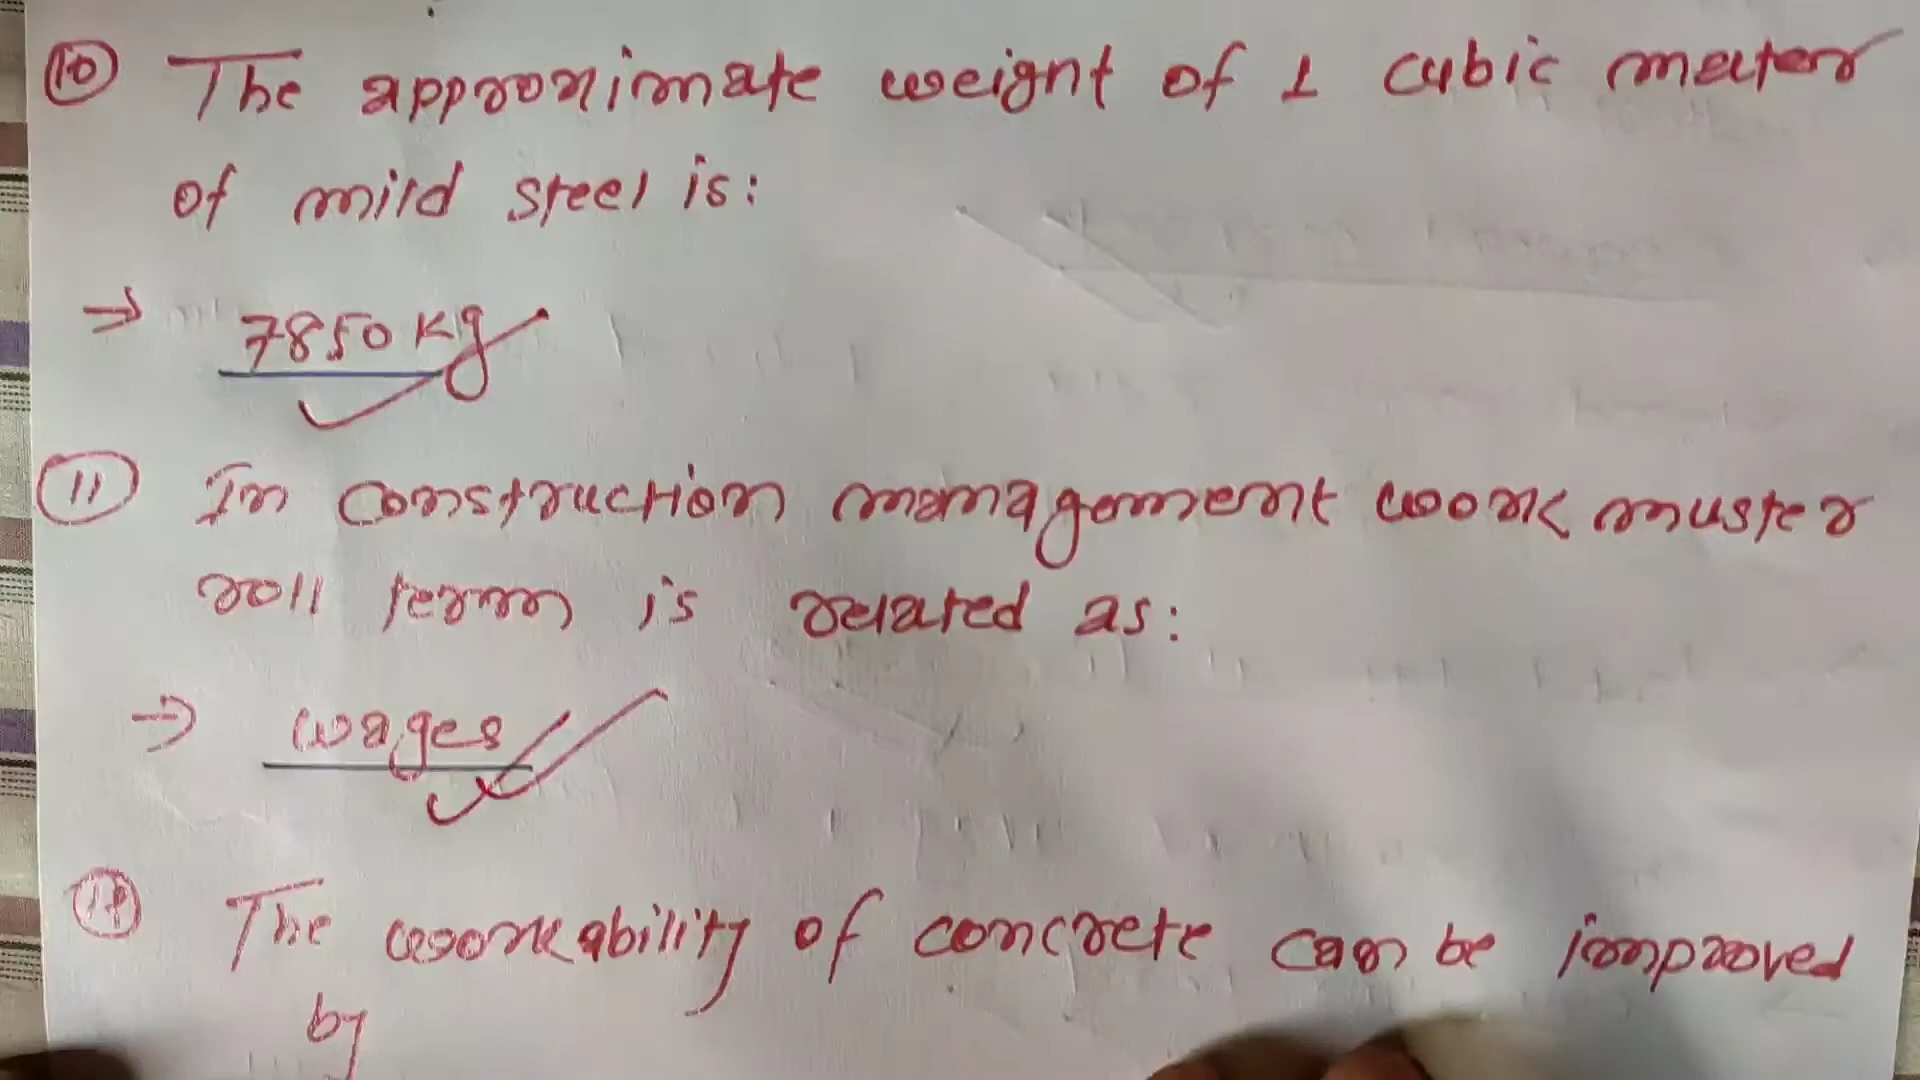 10 The approximate weight of 1 cubic meter
of mild steel is:
⇒ 7850 kg
11 In construction management work muster
roll term is related as:
⇒ wages
12 The workability of concrete can be improved
by